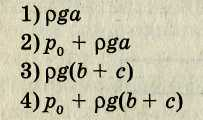 1) ρga
2) p₀ + ρga
3) ρg(b + c)
4) p₀ + ρg(b + c)